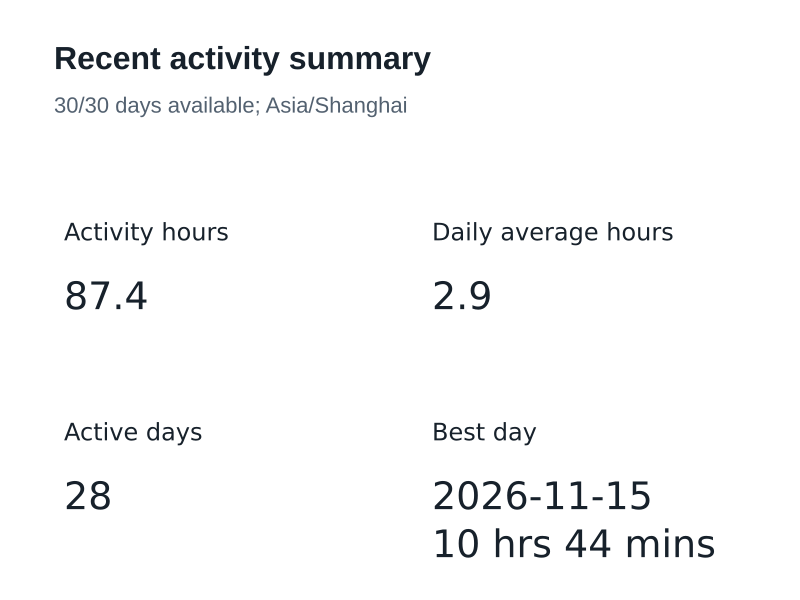 Recent activity summary
30/30 days available; Asia/Shanghai
Activity hours
87.4
Daily average hours
2.9
Active days
28
Best day
2026-11-15
10 hrs 44 mins